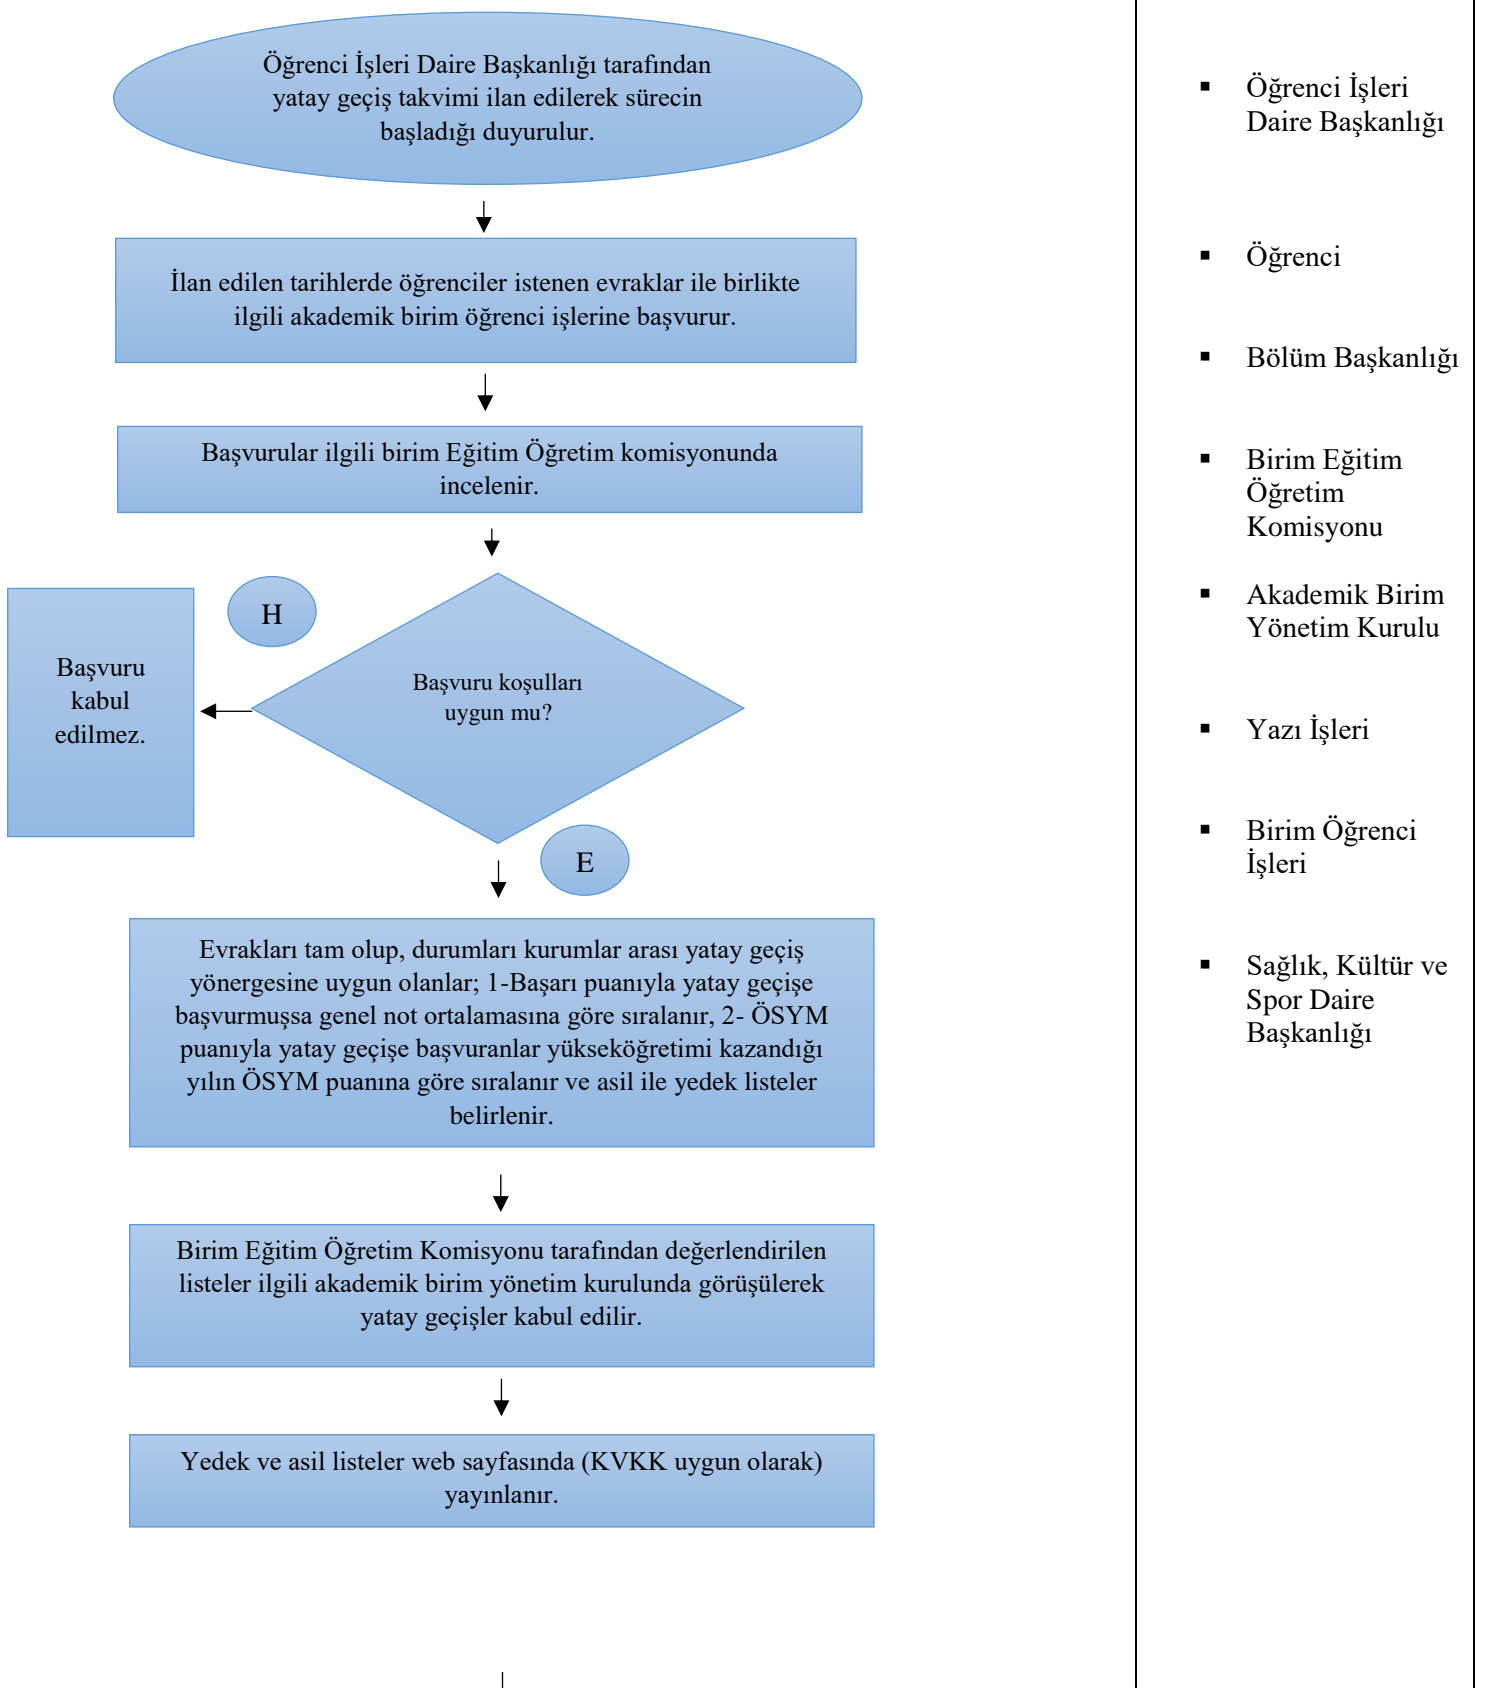 Öğrenci İşleri Daire Başkanlığı tarafından
yatay geçiş takvimi ilan edilerek sürecin
başladığı duyurulur.
İlan edilen tarihlerde öğrenciler istenen evraklar ile birlikte
ilgili akademik birim öğrenci işlerine başvurur.
Başvurular ilgili birim Eğitim Öğretim komisyonunda
incelenir.
H
Başvuru
kabul
edilmez.
Başvuru koşulları
uygun mu?
E
Evrakları tam olup, durumları kurumlar arası yatay geçiş
yönergesine uygun olanlar; 1-Başarı puanıyla yatay geçişe
başvurmuşsa genel not ortalamasına göre sıralanır, 2- ÖSYM
puanıyla yatay geçişe başvuranlar yükseköğretimi kazandığı
yılın ÖSYM puanına göre sıralanır ve asil ile yedek listeler
belirlenir.
Birim Eğitim Öğretim Komisyonu tarafından değerlendirilen
listeler ilgili akademik birim yönetim kurulunda görüşülerek
yatay geçişler kabul edilir.
Yedek ve asil listeler web sayfasında (KVKK uygun olarak)
yayınlanır.
▪ Öğrenci İşleri
Daire Başkanlığı
▪ Öğrenci
▪ Bölüm Başkanlığı
▪ Birim Eğitim
Öğretim
Komisyonu
▪ Akademik Birim
Yönetim Kurulu
▪ Yazı İşleri
▪ Birim Öğrenci
İşleri
▪ Sağlık, Kültür ve
Spor Daire
Başkanlığı